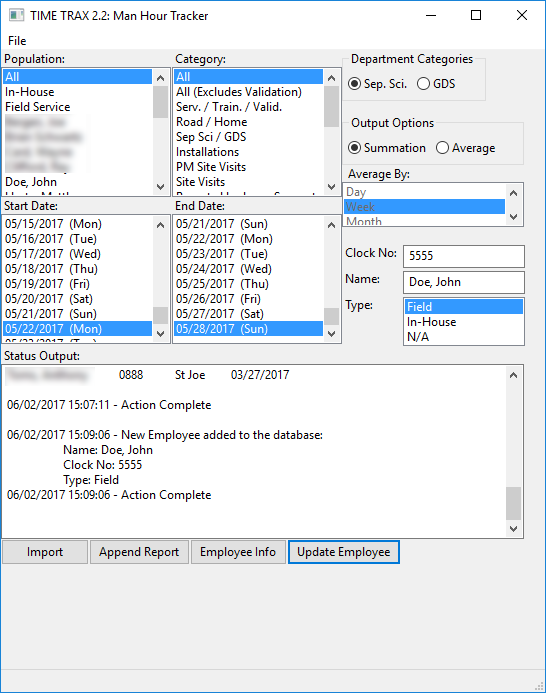 TIME TRAX 2.2: Man Hour Tracker
File
Population:
All
In-House
Field Service
Doe, John
Category:
All
All (Excludes Validation)
Serv. / Train. / Valid.
Road / Home
Sep Sci / GDS
Installations
PM Site Visits
Site Visits
Department Categories
Sep. Sci.
GDS
Output Options
Summation
Average
Average By:
Day
Week
Month
Start Date:
05/15/2017 (Mon)
05/16/2017 (Tue)
05/17/2017 (Wed)
05/18/2017 (Thu)
05/19/2017 (Fri)
05/20/2017 (Sat)
05/21/2017 (Sun)
05/22/2017 (Mon)
05/23/2017 (Tue)
End Date:
05/21/2017 (Sun)
05/22/2017 (Mon)
05/23/2017 (Tue)
05/24/2017 (Wed)
05/25/2017 (Thu)
05/26/2017 (Fri)
05/27/2017 (Sat)
05/28/2017 (Sun)
Clock No: 5555
Name: Doe, John
Type: Field
In-House
N/A
Status Output:
0888 St Joe 03/27/2017
06/02/2017 15:07:11 - Action Complete
06/02/2017 15:09:06 - New Employee added to the database:
Name: Doe, John
Clock No: 5555
Type: Field
06/02/2017 15:09:06 - Action Complete
Import
Append Report
Employee Info
Update Employee